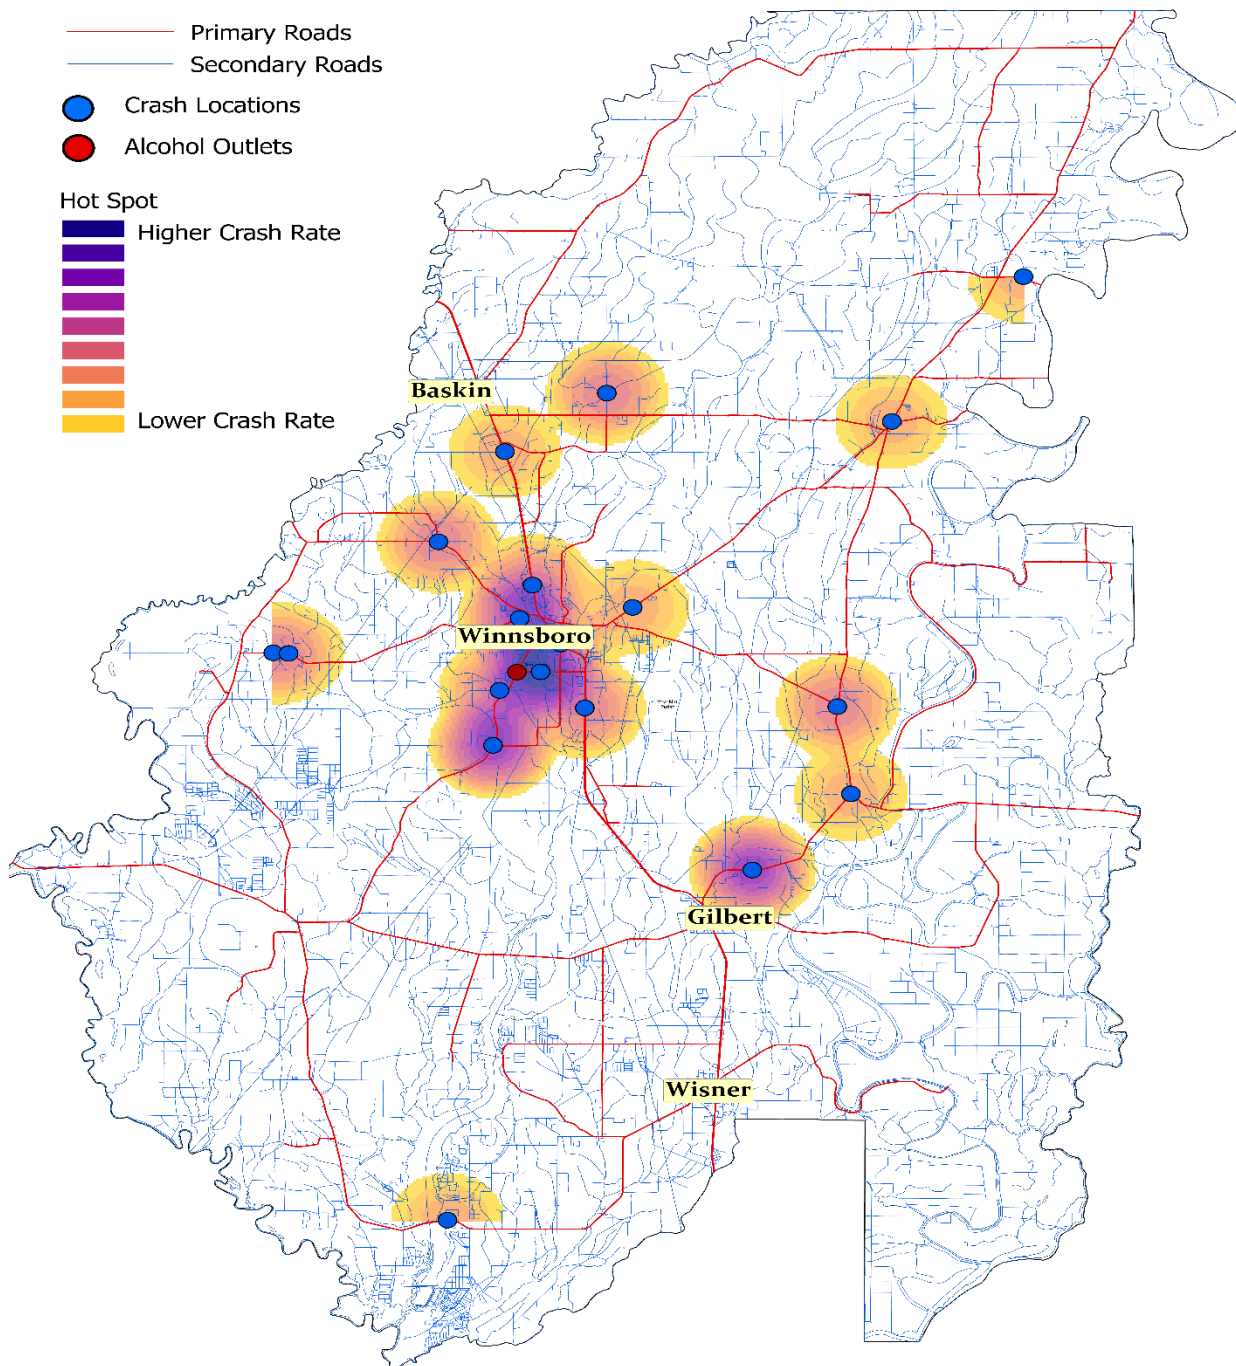 Primary Roads
Secondary Roads
Crash Locations
Alcohol Outlets
Hot Spot
Higher Crash Rate
Lower Crash Rate
Baskin
Winnsboro
Gilbert
Wisner